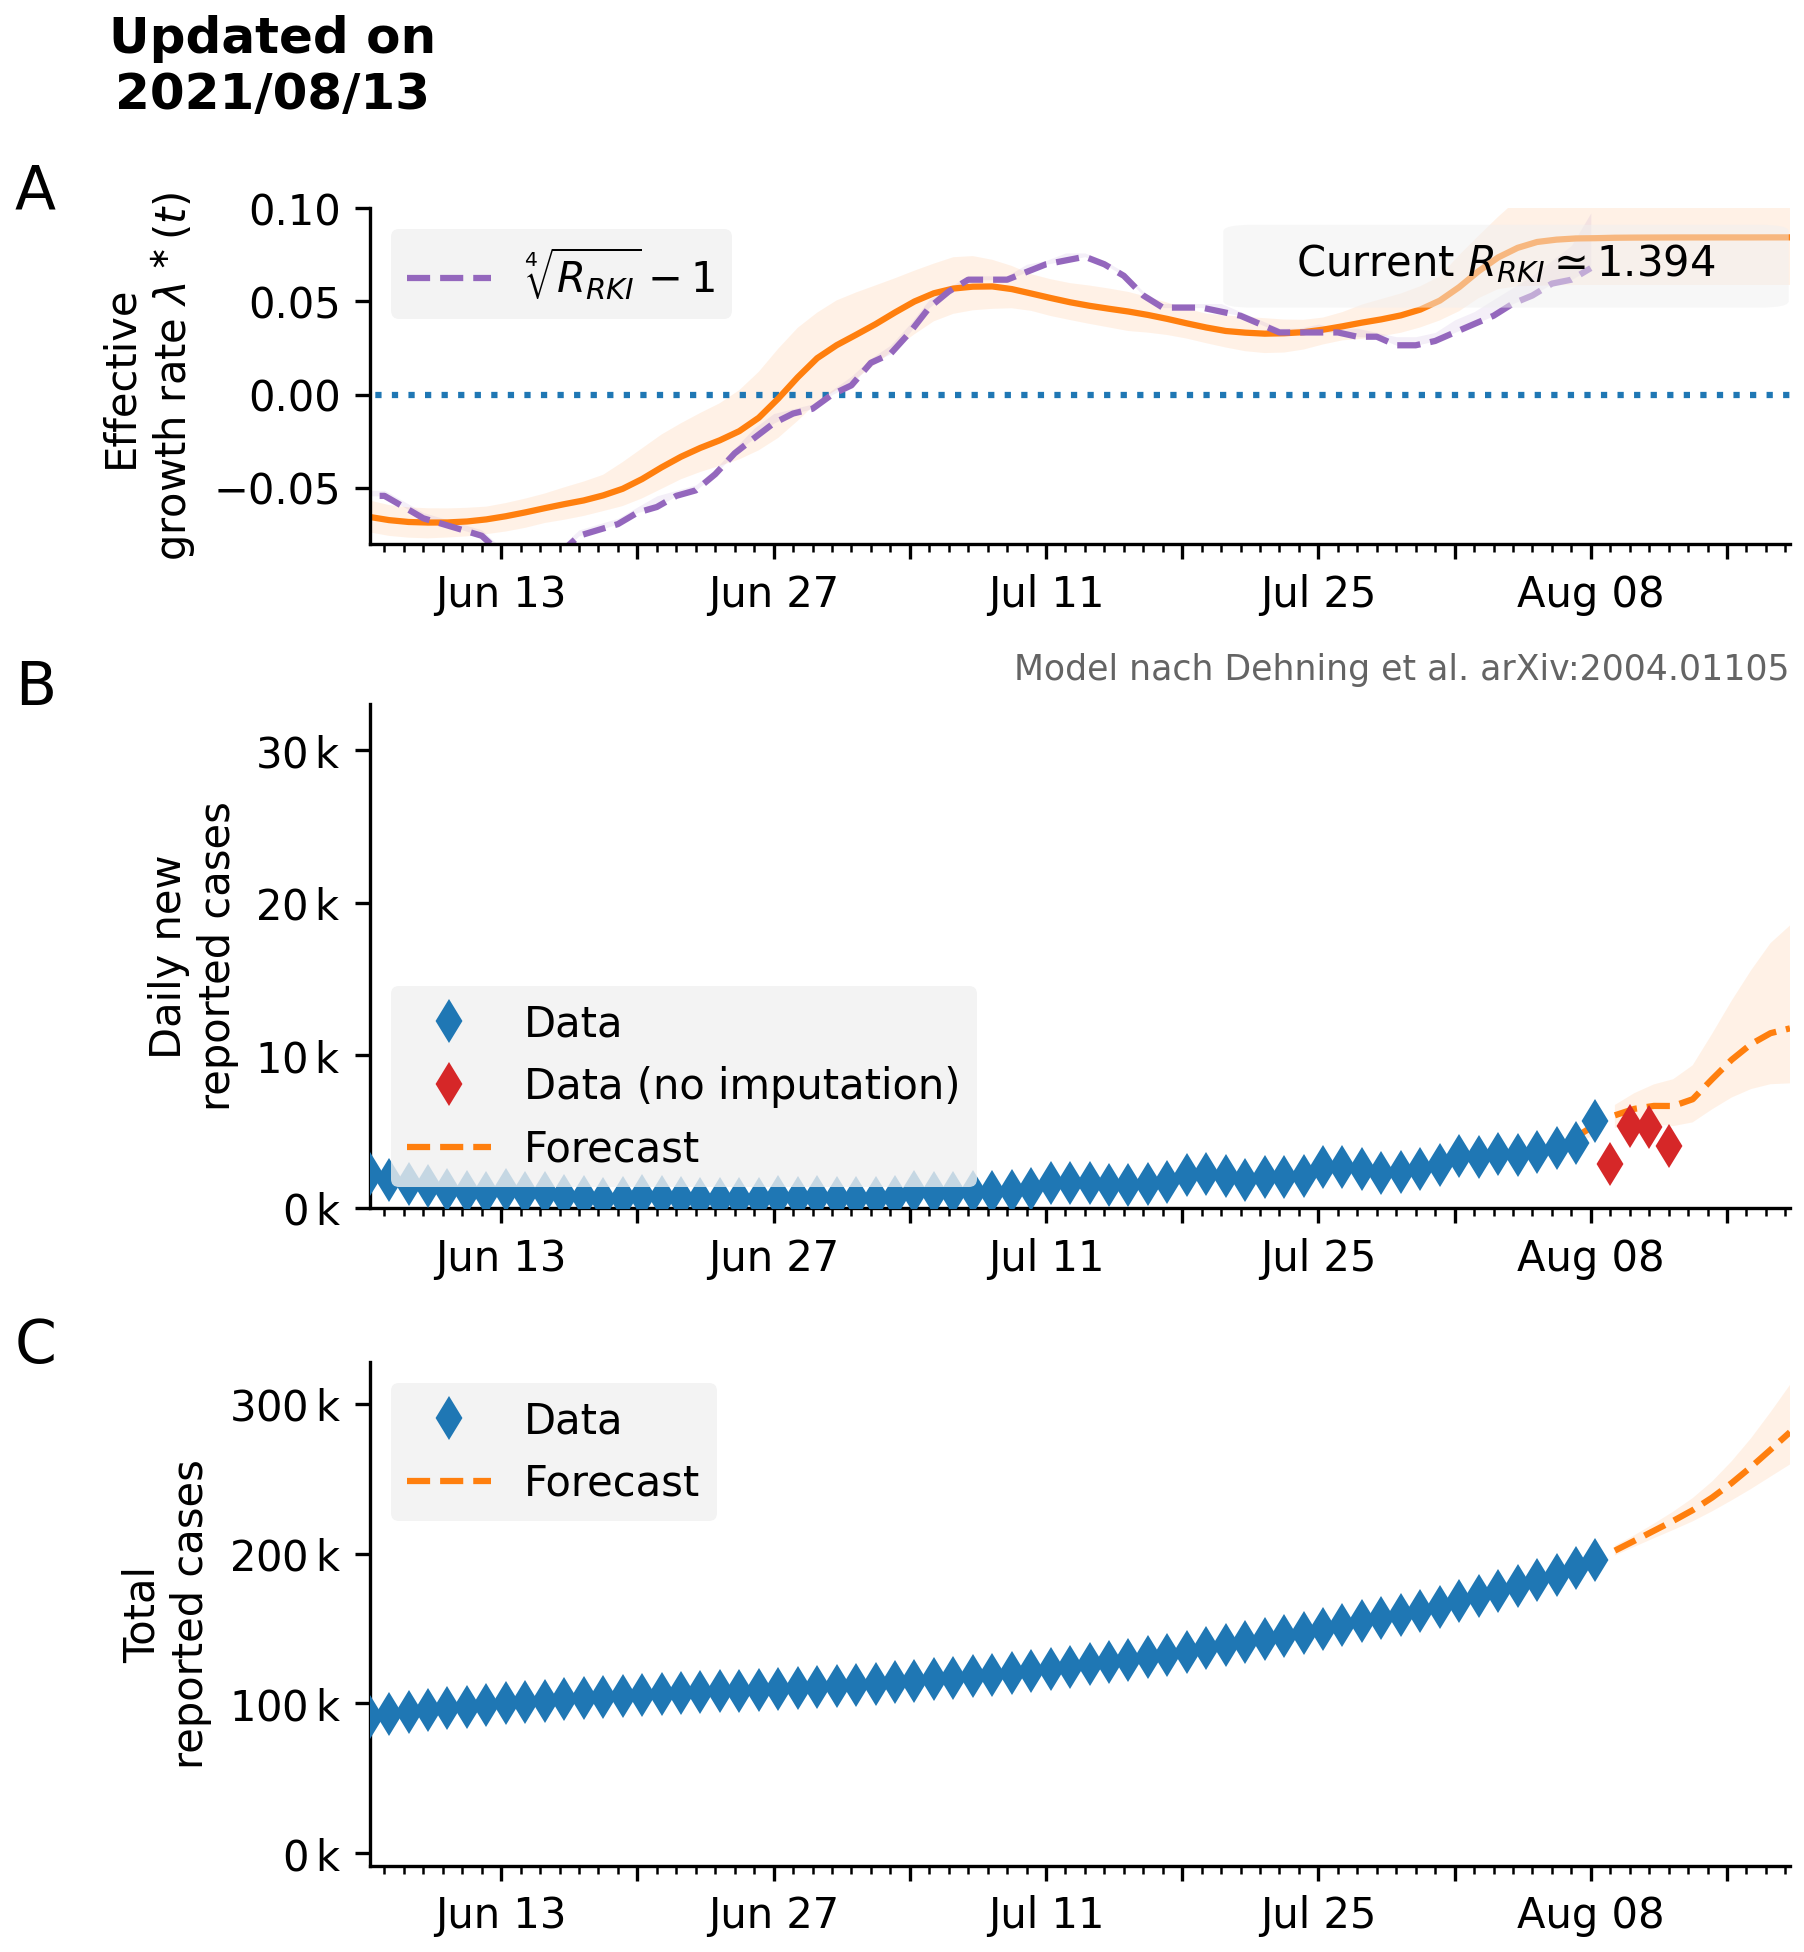 Updated on
2021/08/13
A
Effective
growth rate λ * (t)
0.10
0.05
0.00
−0.05
∜R_RKI − 1
Current R_RKI ≃ 1.394
Jun 13 Jun 27 Jul 11 Jul 25 Aug 08
Model nach Dehning et al. arXiv:2004.01105
B
Daily new
reported cases
30 k
20 k
10 k
0 k
Data
Data (no imputation)
Forecast
Jun 13 Jun 27 Jul 11 Jul 25 Aug 08
C
Total
reported cases
300 k
200 k
100 k
0 k
Data
Forecast
Jun 13 Jun 27 Jul 11 Jul 25 Aug 08